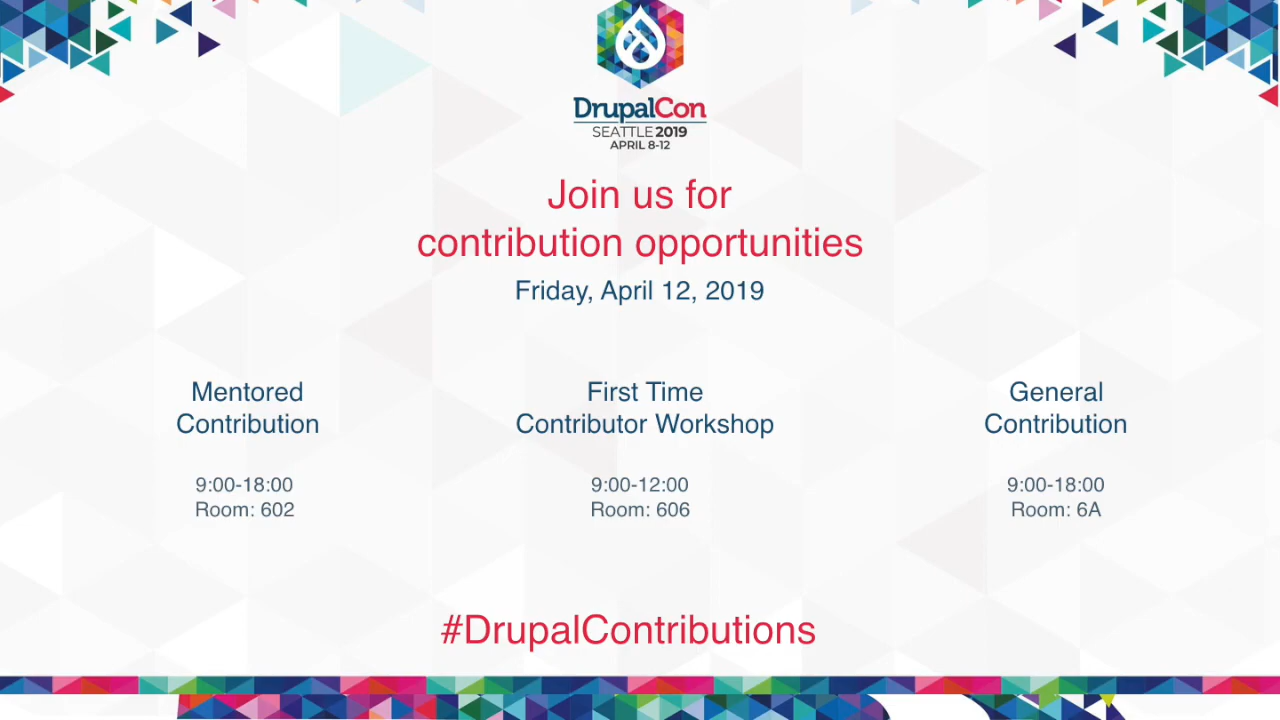 DrupalCon
SEATTLE 2019
APRIL 8-12
Join us for
contribution opportunities
Friday, April 12, 2019
Mentored
Contribution
9:00-18:00
Room: 602
First Time
Contributor Workshop
9:00-12:00
Room: 606
General
Contribution
9:00-18:00
Room: 6A
#DrupalContributions